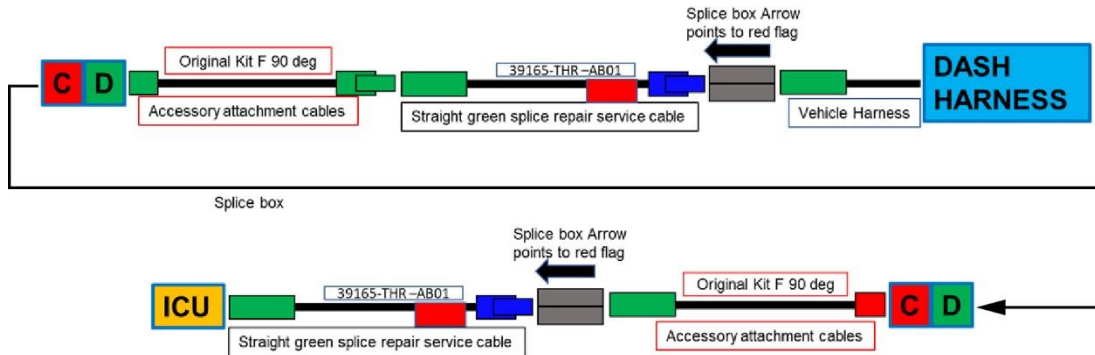 Splice box Arrow
points to red flag
C D
Original Kit F 90 deg
Accessory attachment cables
39165-THR–AB01
Straight green splice repair service cable
Vehicle Harness
DASH
HARNESS
Splice box
Splice box Arrow
points to red flag
ICU
39165-THR–AB01
Straight green splice repair service cable
Original Kit F 90 deg
Accessory attachment cables
C D